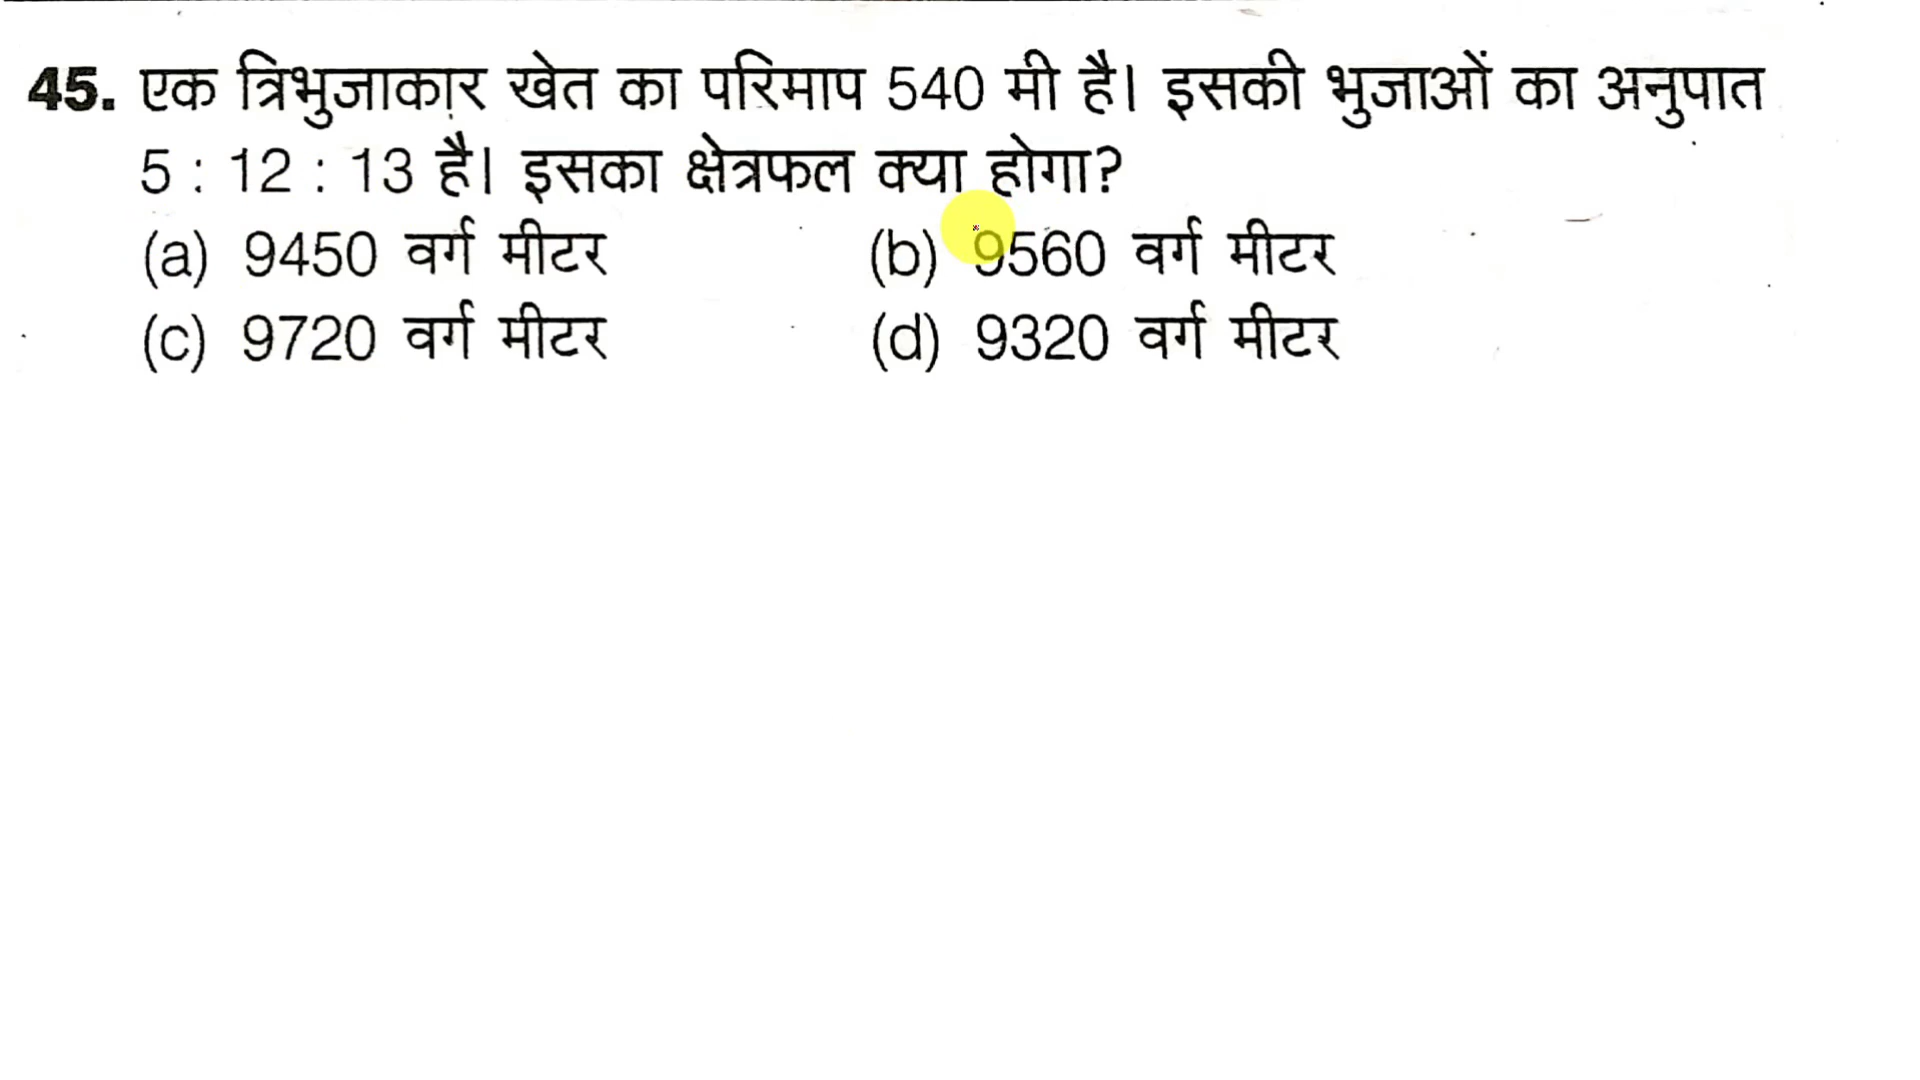 45. एक त्रिभुजाकार खेत का परिमाप 540 मी है। इसकी भुजाओं का अनुपात
5 : 12 : 13 है। इसका क्षेत्रफल क्या होगा?
(a) 9450 वर्ग मीटर (b) 9560 वर्ग मीटर
(c) 9720 वर्ग मीटर (d) 9320 वर्ग मीटर